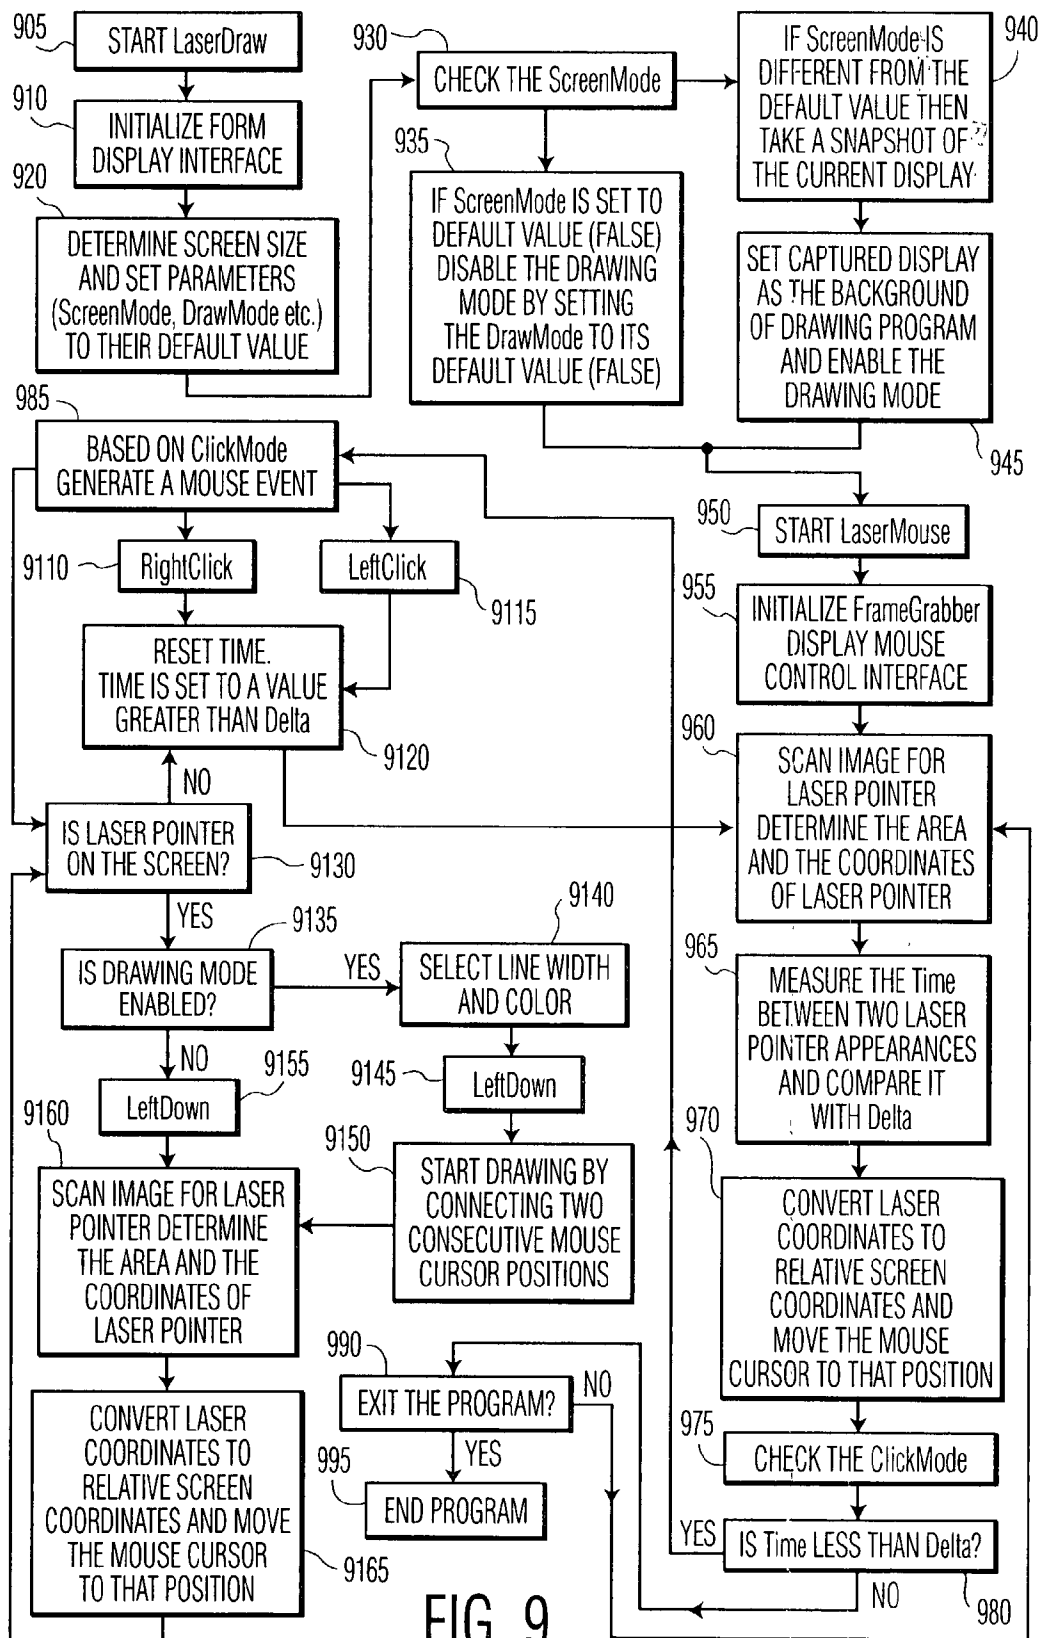 905
START LaserDraw
910
INITIALIZE FORM
DISPLAY INTERFACE
920
DETERMINE SCREEN SIZE
AND SET PARAMETERS
(ScreenMode, DrawMode etc.)
TO THEIR DEFAULT VALUE
930
CHECK THE ScreenMode
935
IF ScreenMode IS SET TO
DEFAULT VALUE (FALSE)
DISABLE THE DRAWING
MODE BY SETTING
THE DrawMode TO ITS
DEFAULT VALUE (FALSE)
940
IF ScreenMode IS
DIFFERENT FROM THE
DEFAULT VALUE THEN
TAKE A SNAPSHOT OF
THE CURRENT DISPLAY
SET CAPTURED DISPLAY
AS THE BACKGROUND
OF DRAWING PROGRAM
AND ENABLE THE
DRAWING MODE
945
950
START LaserMouse
955
INITIALIZE FrameGrabber
DISPLAY MOUSE
CONTROL INTERFACE
960
SCAN IMAGE FOR
LASER POINTER
DETERMINE THE AREA
AND THE COORDINATES
OF LASER POINTER
965
MEASURE THE Time
BETWEEN TWO LASER
POINTER APPEARANCES
AND COMPARE IT
WITH Delta
970
CONVERT LASER
COORDINATES TO
RELATIVE SCREEN
COORDINATES AND
MOVE THE MOUSE
CURSOR TO THAT POSITION
975
CHECK THE ClickMode
YES
IS Time LESS THAN Delta?
NO
980
985
BASED ON ClickMode
GENERATE A MOUSE EVENT
9110
RightClick
LeftClick
9115
RESET TIME.
TIME IS SET TO A VALUE
GREATER THAN Delta
9120
NO
IS LASER POINTER
ON THE SCREEN?
9130
YES
9135
IS DRAWING MODE
ENABLED?
YES
9140
SELECT LINE WIDTH
AND COLOR
NO
9155
LeftDown
9145
LeftDown
9150
START DRAWING BY
CONNECTING TWO
CONSECUTIVE MOUSE
CURSOR POSITIONS
9160
SCAN IMAGE FOR LASER
POINTER DETERMINE
THE AREA AND THE
COORDINATES OF
LASER POINTER
CONVERT LASER
COORDINATES TO
RELATIVE SCREEN
COORDINATES AND MOVE
THE MOUSE CURSOR
TO THAT POSITION
9165
990
EXIT THE PROGRAM?
NO
YES
995
END PROGRAM
FIG. 9